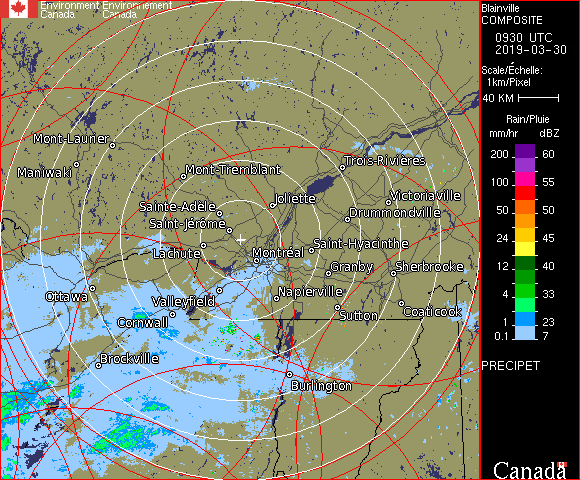 Environment Environnement
Canada Canada
Blainville
COMPOSITE
0930 UTC
2019-03-30
Scale/Échelle:
1km/Pixel
40 KM
Rain/Pluie
mm/hr dBZ
200 60
100 55
50 50
24 45
12 40
4 33
1 23
0.1 7
PRECIPET
Canada
Mont-Laurier
Maniwaki
Mont-Tremblant
Trois-Rivières
Sainte-Adèle
Joliette
Victoriaville
Saint-Jérôme
Drummondville
Lachute
Montréal
Saint-Hyacinthe
Granby
Sherbrooke
Ottawa
Valleyfield
Napierville
Cornwall
Sutton
Coaticook
Brockville
Burlington